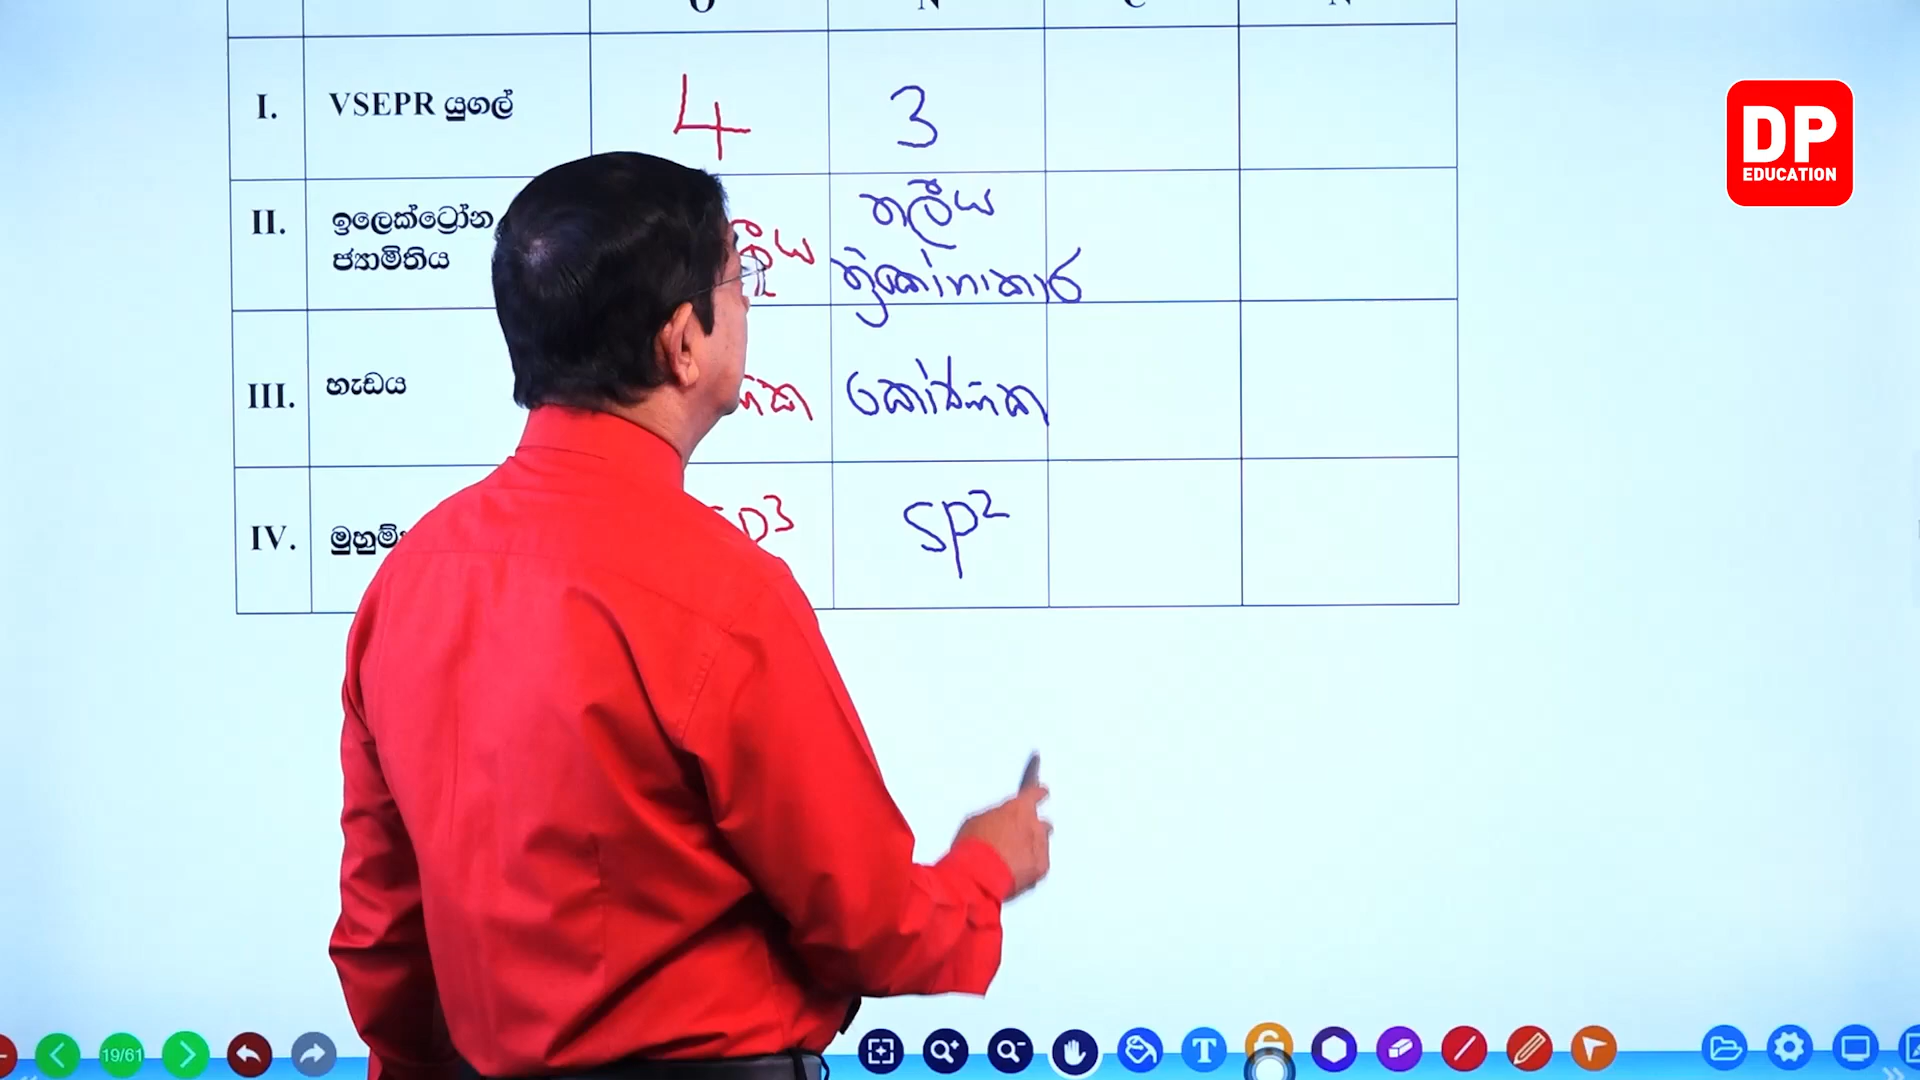 I. VSEPR යුගල් 4 3
DP
EDUCATION
II. ඉලෙක්ට්‍රෝන
ජ්‍යාමිතිය
තලීය
ත්‍රිකෝණාකාර
III. හැඩය කෝණික
IV. sp2
19/61
T